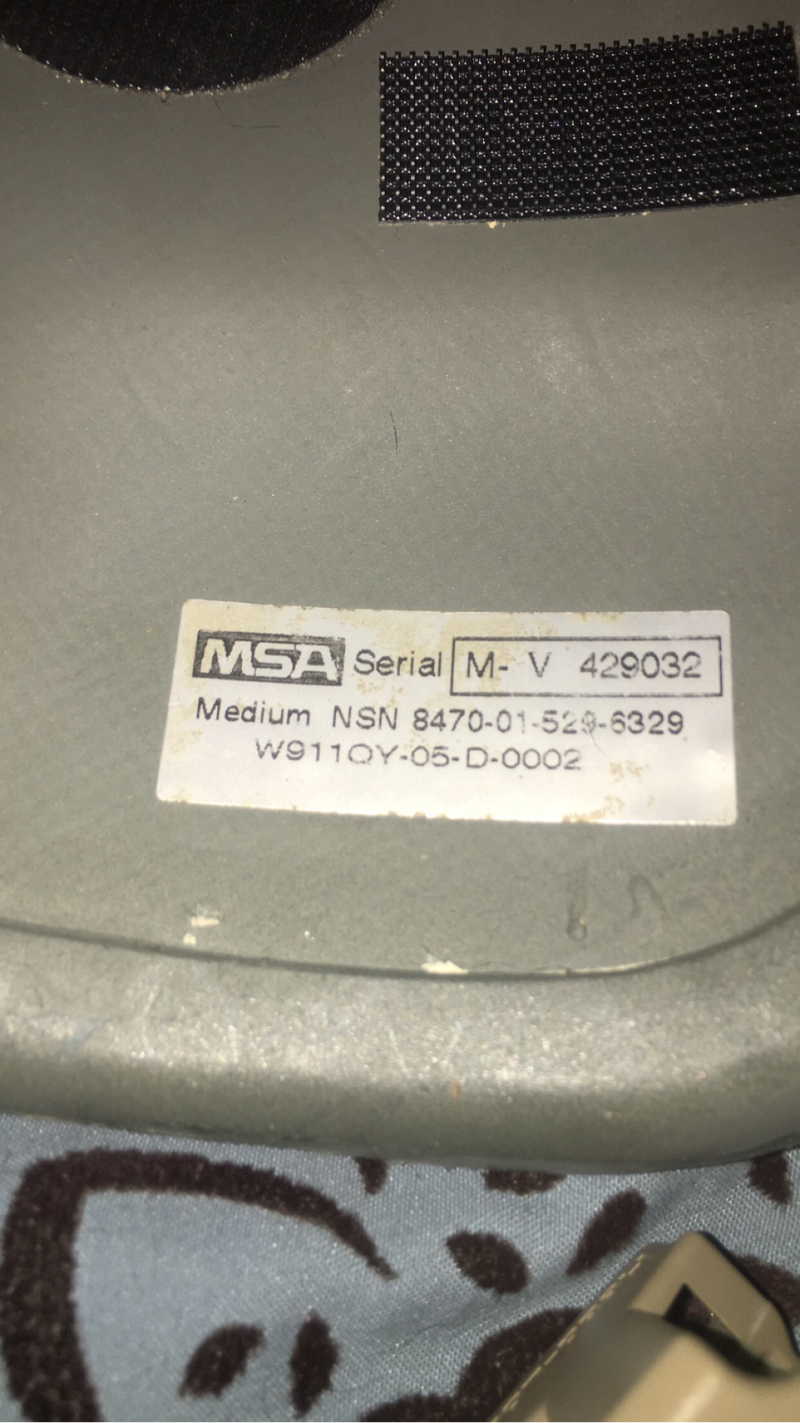 MSA Serial M- V 429032
Medium NSN 8470-01-529-6329
W911QY-05-D-0002